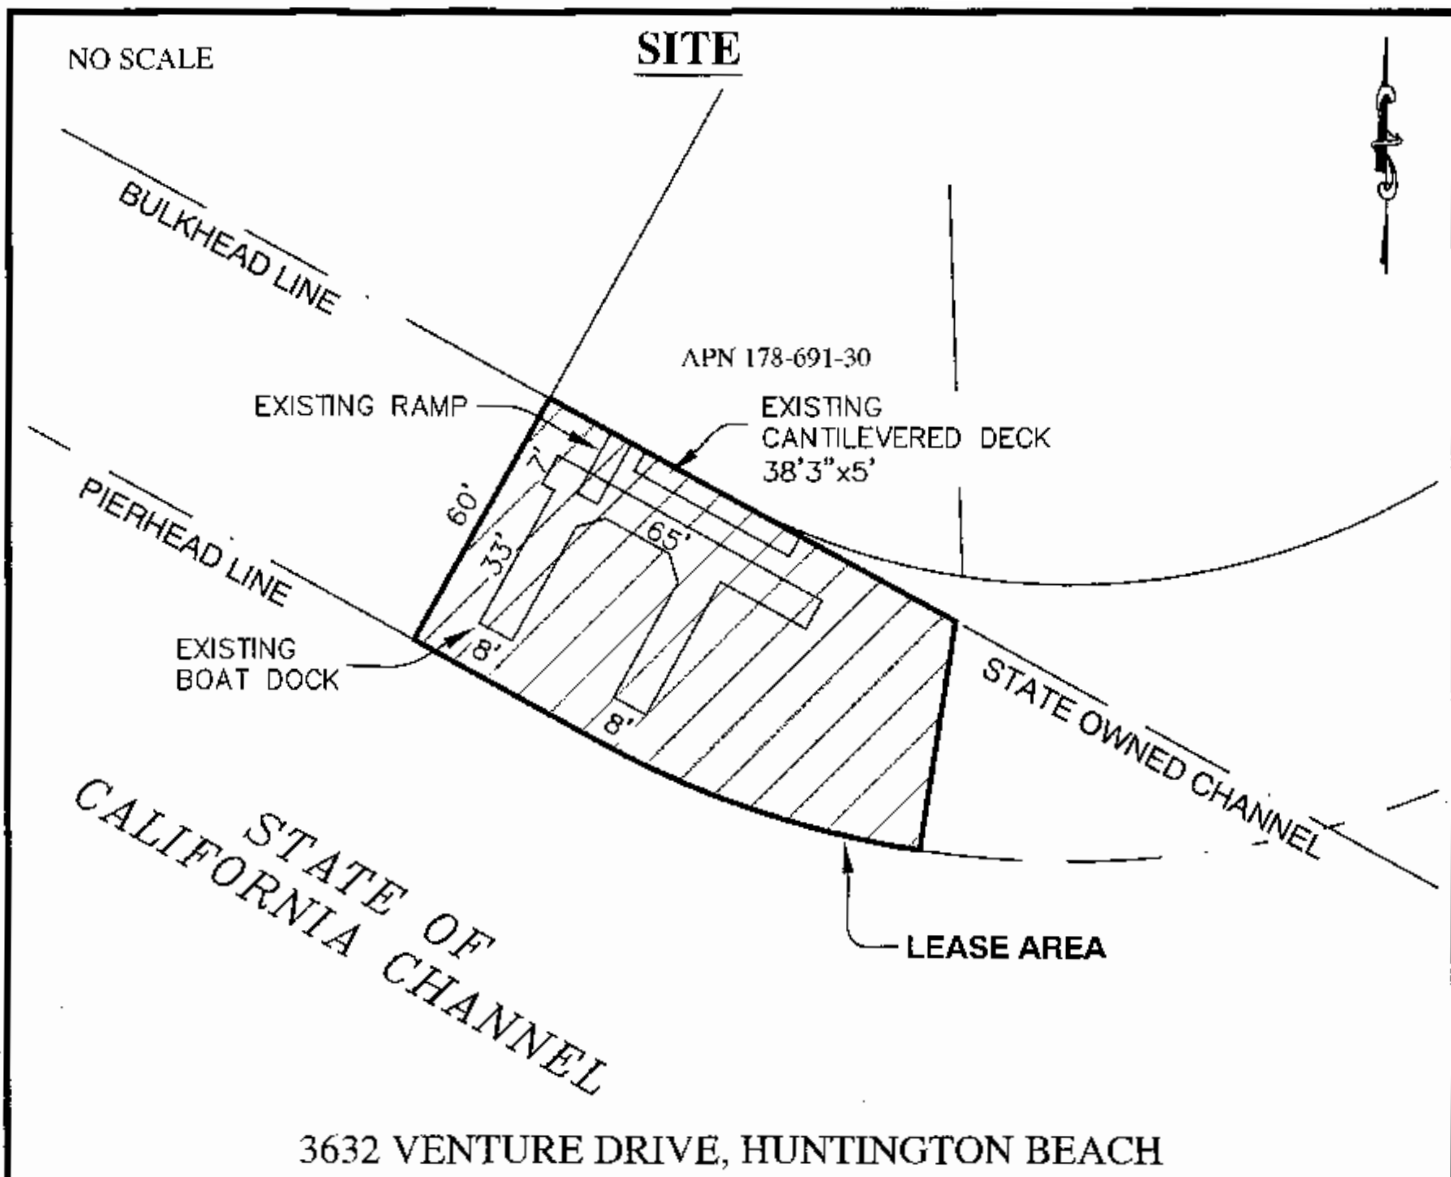 NO SCALE
SITE
BULKHEAD LINE
APN 178-691-30
EXISTING RAMP
EXISTING
CANTILEVERED DECK
38'3"x5'
7'
60'
PIERHEAD LINE
33'
65'
EXISTING
BOAT DOCK
8'
8'
STATE OWNED CHANNEL
STATE OF
CALIFORNIA CHANNEL
LEASE AREA
3632 VENTURE DRIVE, HUNTINGTON BEACH